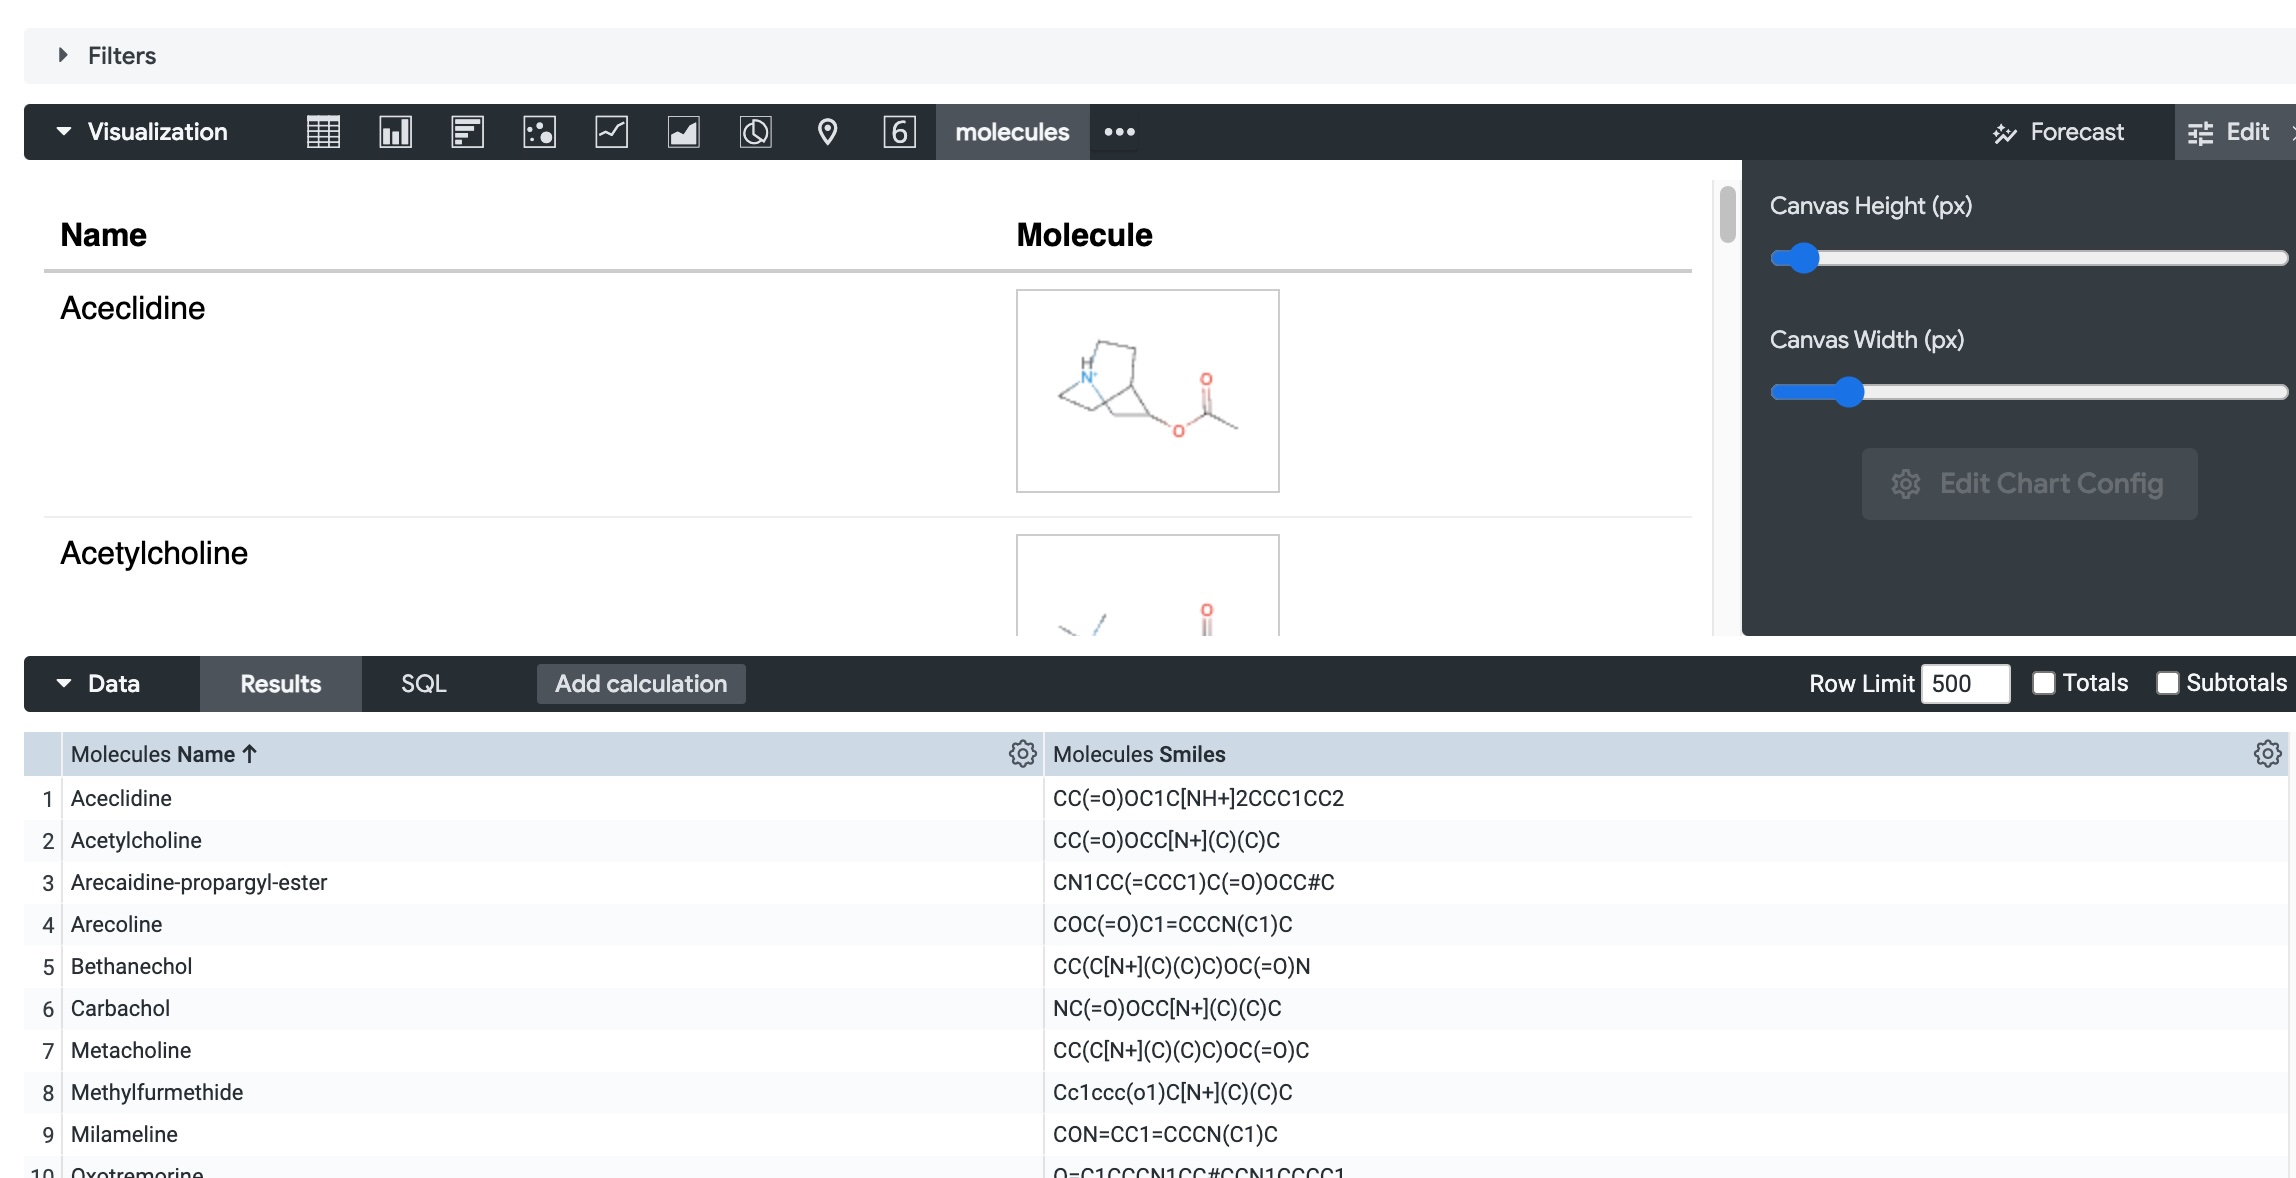 Filters
Visualization 6 molecules ••• Forecast Edit
Canvas Height (px)
Canvas Width (px)
Edit Chart Config
Name Molecule
Aceclidine
H
N+
O
O
Acetylcholine
O
Data Results SQL Add calculation Row Limit 500 Totals Subtotals
Molecules Name ↑ Molecules Smiles
1 Aceclidine CC(=O)OC1C[NH+]2CCC1CC2
2 Acetylcholine CC(=O)OCC[N+](C)(C)C
3 Arecaidine-propargyl-ester CN1CC(=CCC1)C(=O)OCC#C
4 Arecoline COC(=O)C1=CCCN(C1)C
5 Bethanechol CC(C[N+](C)(C)C)OC(=O)N
6 Carbachol NC(=O)OCC[N+](C)(C)C
7 Metacholine CC(C[N+](C)(C)C)OC(=O)C
8 Methylfurmethide Cc1ccc(o1)C[N+](C)(C)C
9 Milameline CON=CC1=CCCN(C1)C
10 Oxotremorine O=C1CCCN1CC#CCN1CCCC1